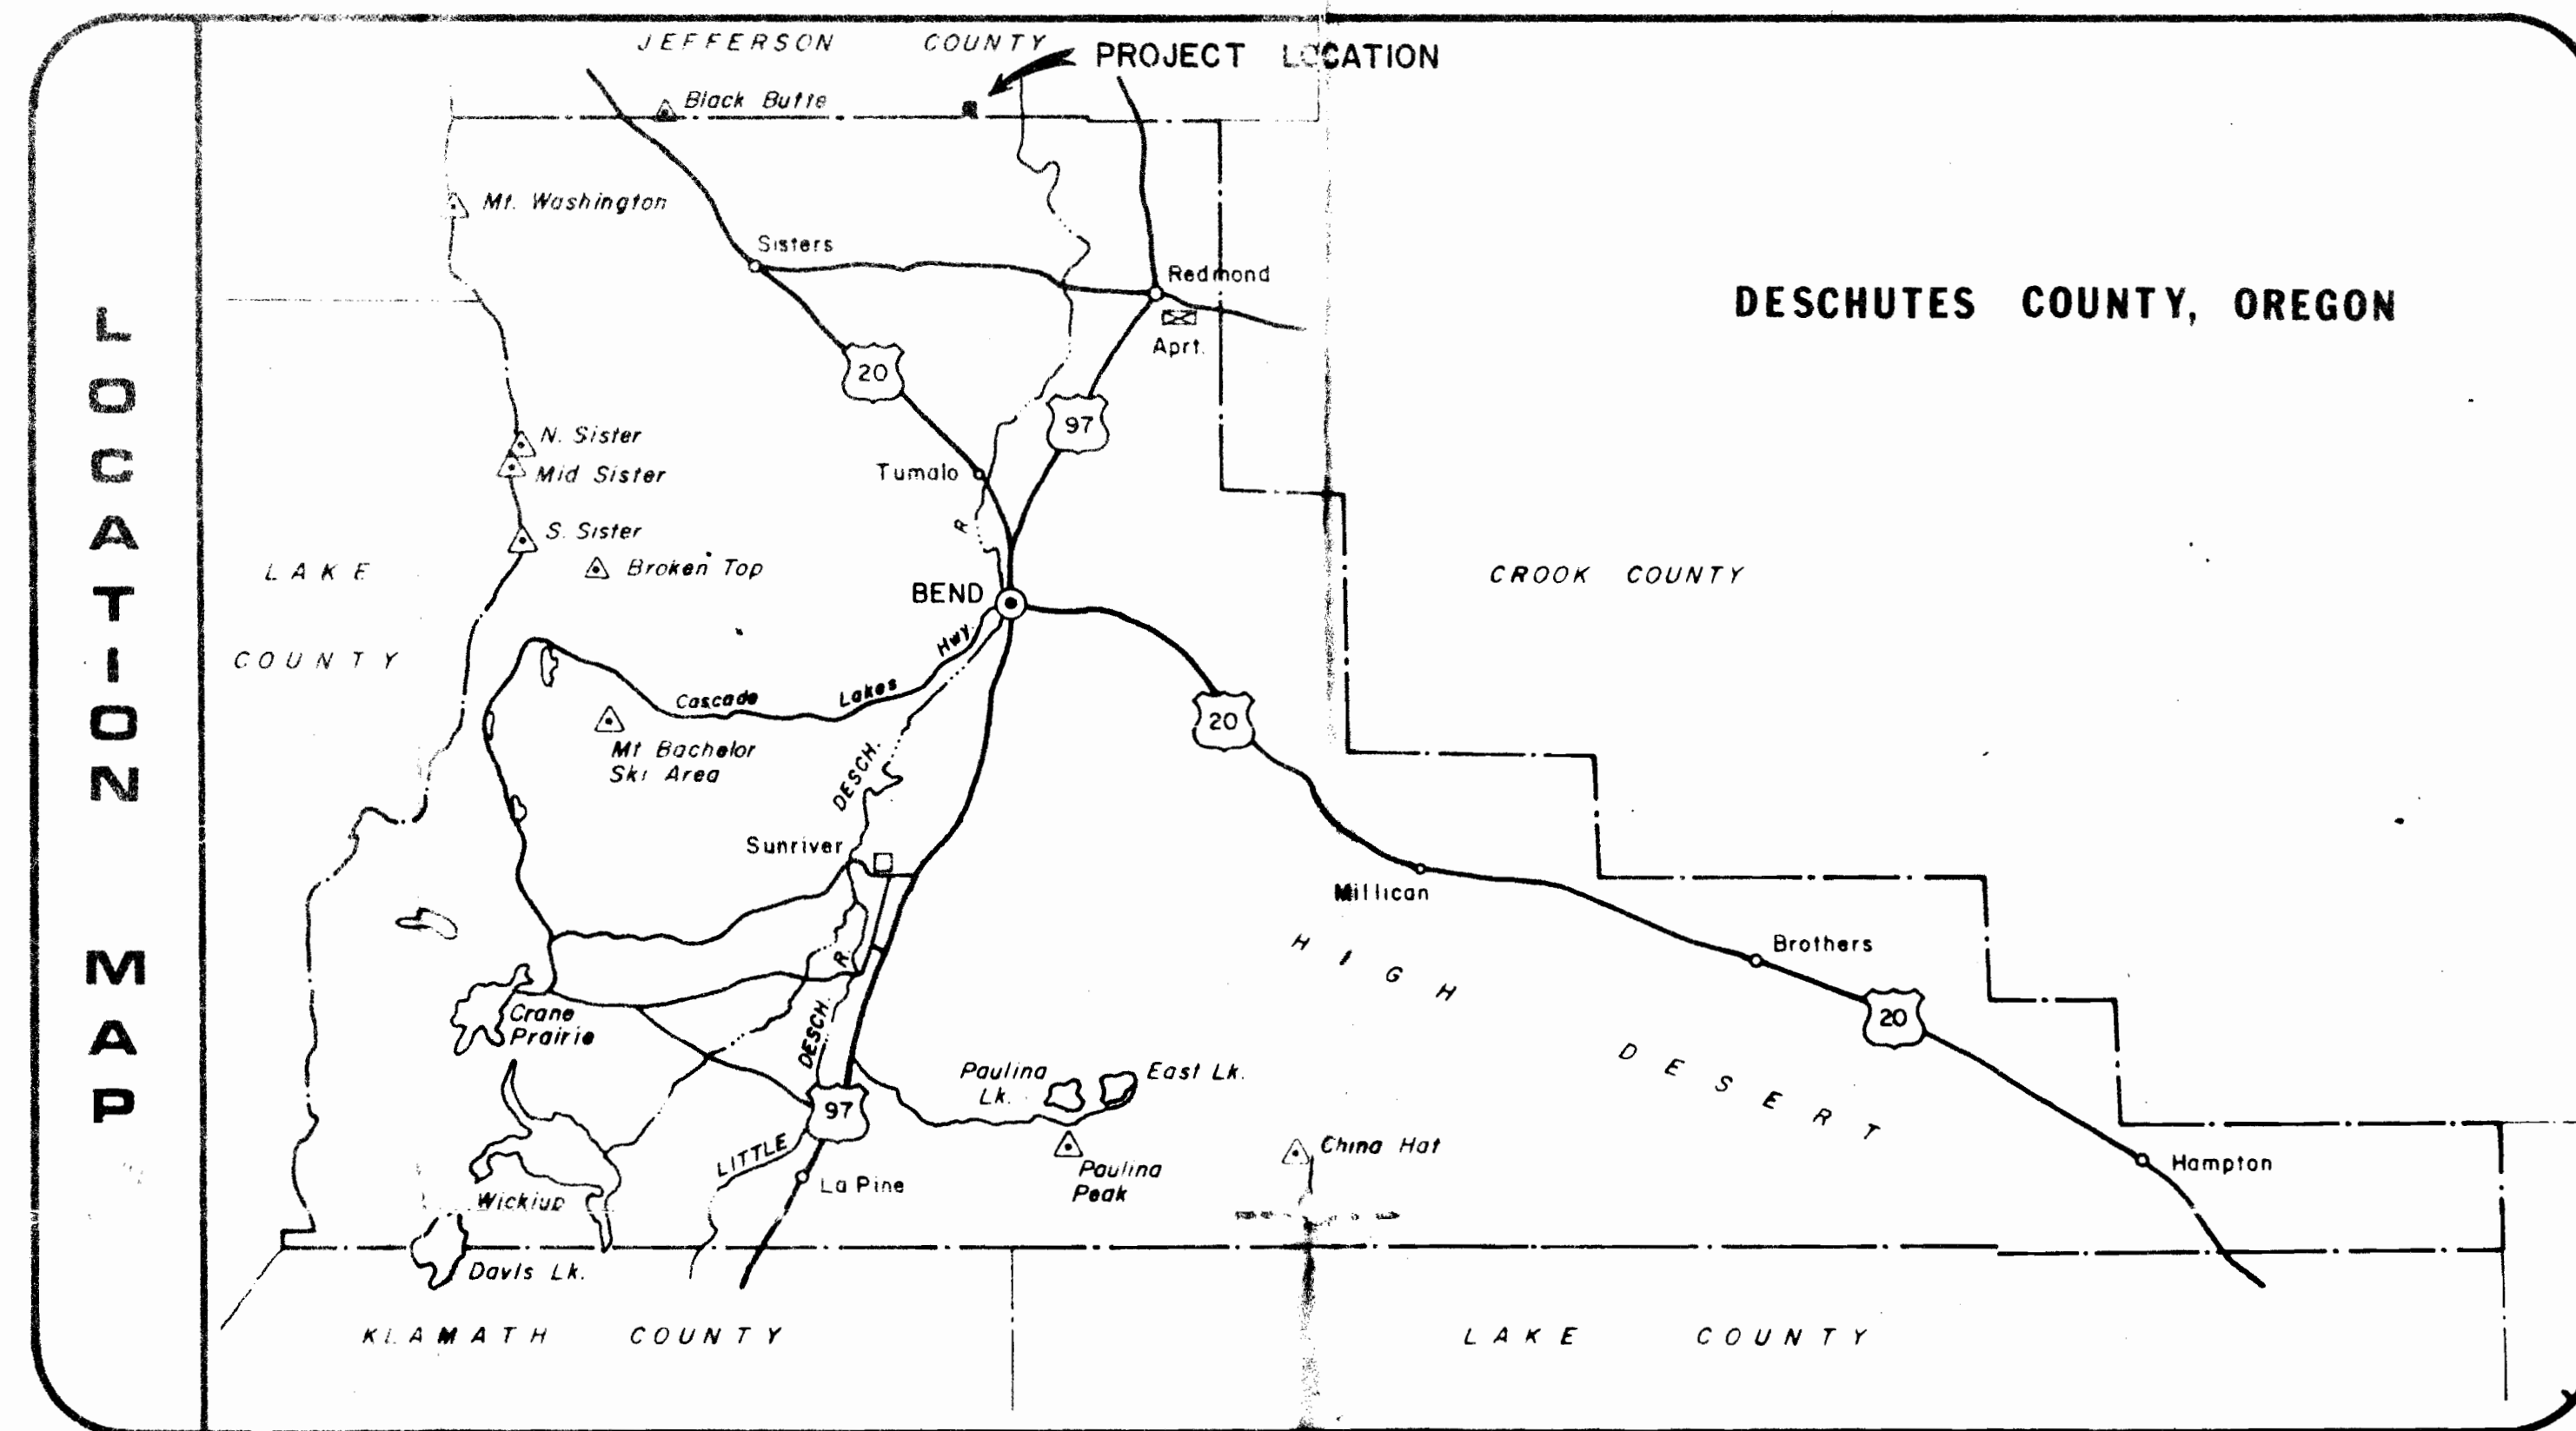 LOCATION MAP
JEFFERSON COUNTY
PROJECT LOCATION
Black Butte
Mt. Washington
Sisters
Redmond
Aprt.
DESCHUTES COUNTY, OREGON
20
97
N. Sister
Mid Sister
Tumalo
R.
S. Sister
Broken Top
LAKE
COUNTY
CROOK COUNTY
BEND
Cascade Lakes Hwy.
20
Mt Bachelor
Ski Area
DESCH.
Sunriver
Millican
Brothers
HIGH
DESERT
R.
DESCH.
LITTLE
Crane
Prairie
20
Paulina
Lk.
East Lk.
97
China Hat
Paulina
Peak
Hampton
La Pine
Wickiup
Davis Lk.
KLAMATH COUNTY
LAKE COUNTY